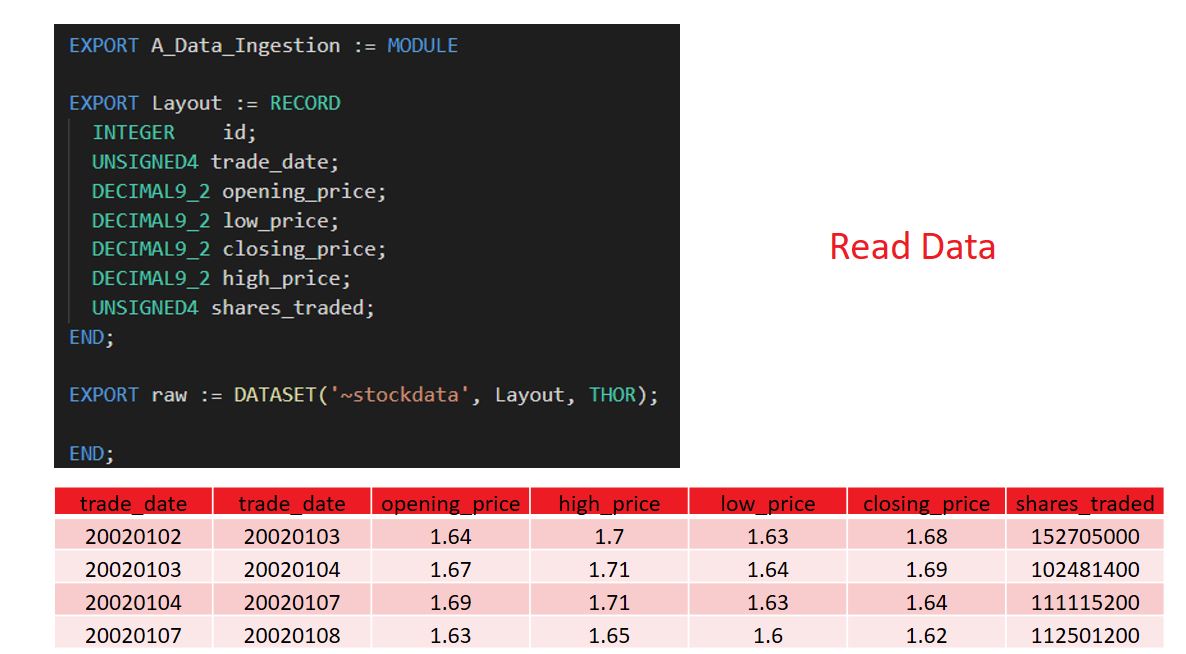 EXPORT A_Data_Ingestion := MODULE
EXPORT Layout := RECORD
INTEGER    id;
UNSIGNED4 trade_date;
DECIMAL9_2 opening_price;
DECIMAL9_2 low_price;
DECIMAL9_2 closing_price;
DECIMAL9_2 high_price;
UNSIGNED4 shares_traded;
END;
EXPORT raw := DATASET('~stockdata', Layout, THOR);
END;
Read Data
trade_date trade_date opening_price high_price low_price closing_price shares_traded
20020102 20020103 1.64 1.7 1.63 1.68 152705000
20020103 20020104 1.67 1.71 1.64 1.69 102481400
20020104 20020107 1.69 1.71 1.63 1.64 111115200
20020107 20020108 1.63 1.65 1.6 1.62 112501200